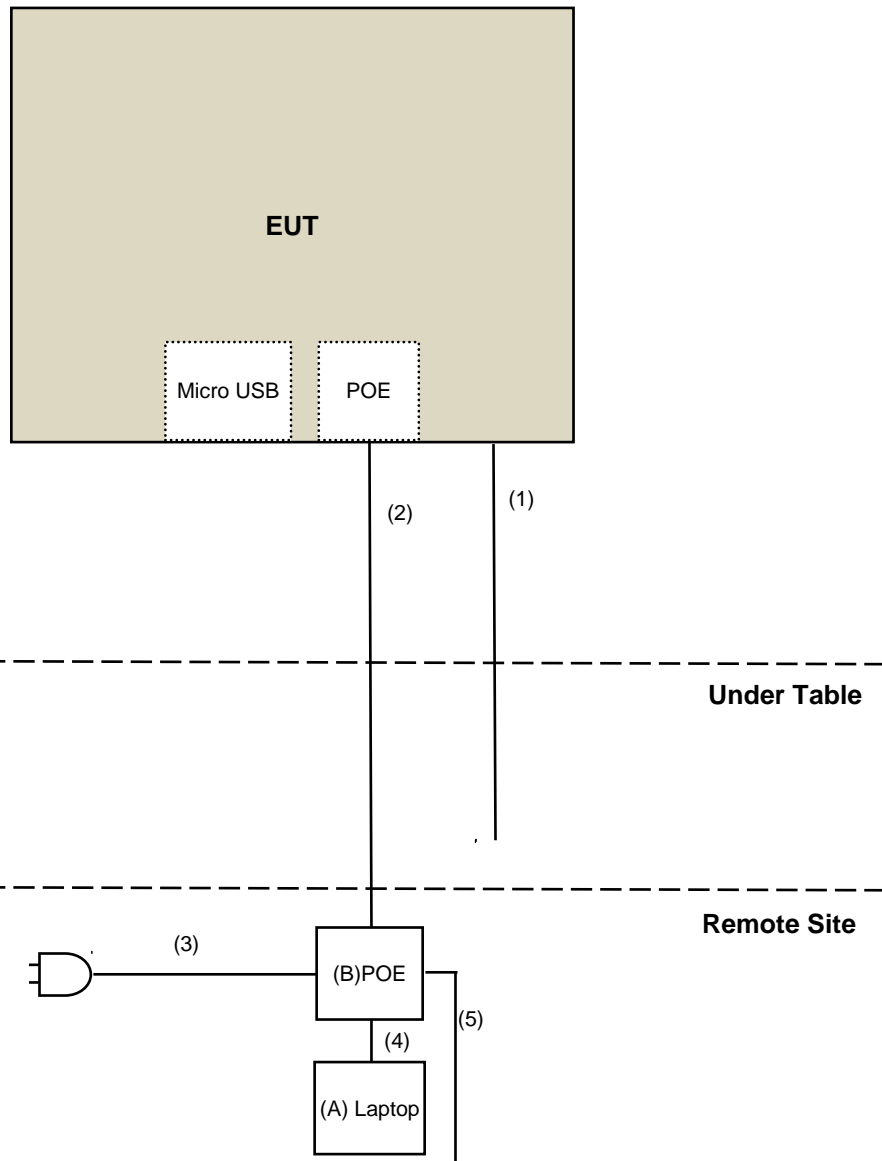 EUT
Micro USB
POE
(1)
(2)
Under Table
Remote Site
(3)
(B)POE
(5)
(4)
(A) Laptop